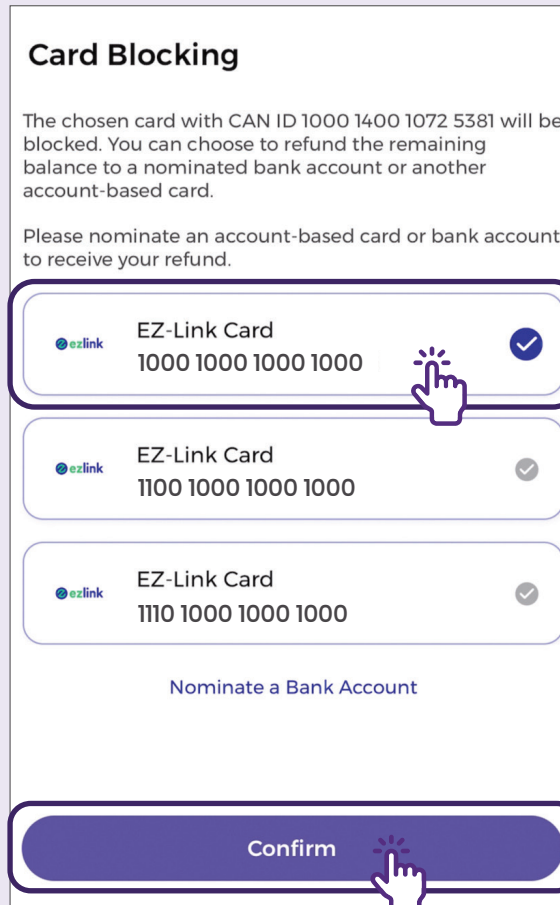 Card Blocking
The chosen card with CAN ID 1000 1400 1072 5381 will be
blocked. You can choose to refund the remaining
balance to a nominated bank account or another
account-based card.
Please nominate an account-based card or bank account
to receive your refund.
ezlink
EZ-Link Card
1000 1000 1000 1000
ezlink
EZ-Link Card
1100 1000 1000 1000
ezlink
EZ-Link Card
1110 1000 1000 1000
Nominate a Bank Account
Confirm